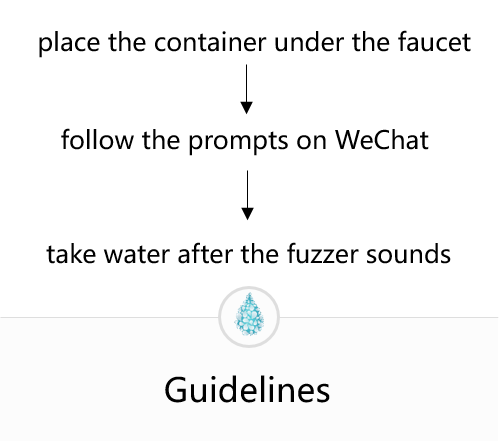 place the container under the faucet
follow the prompts on WeChat
take water after the fuzzer sounds
Guidelines